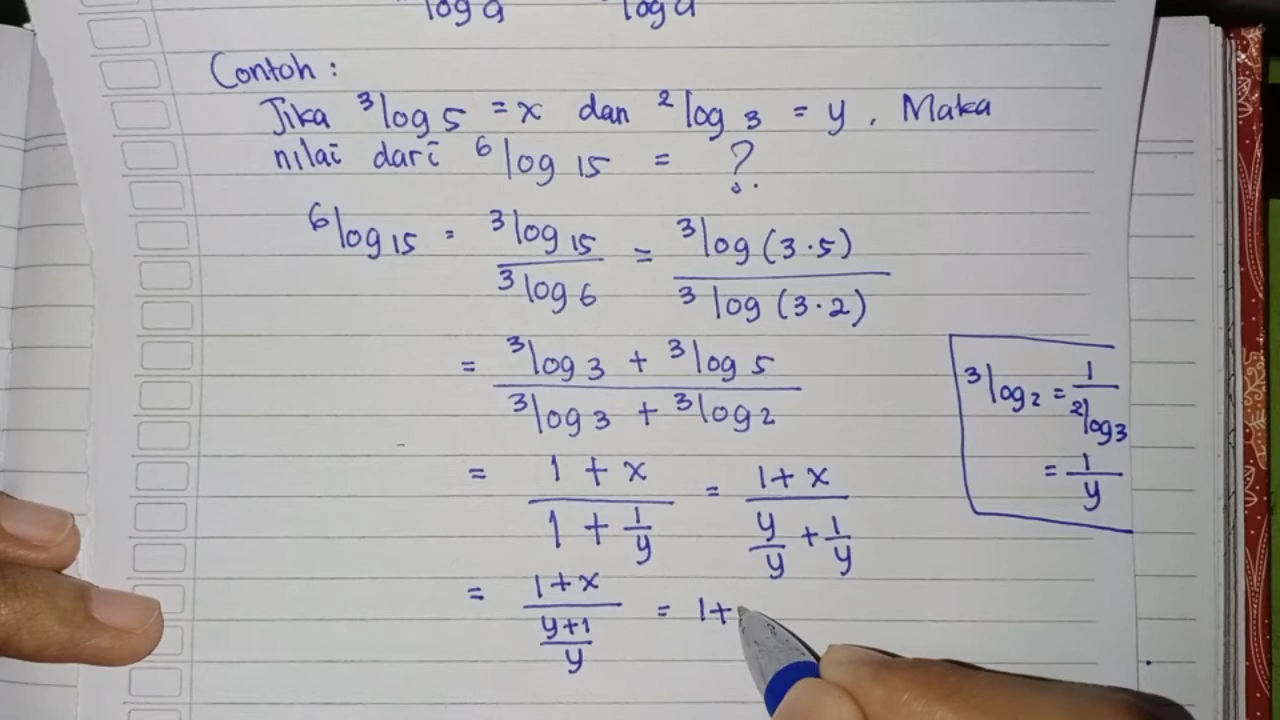 log a log a
Contoh :
Jika ³log 5 = x dan ²log 3 = y . Maka
nilai dari ⁶log 15 = ?
⁶log 15 = ³log 15 / ³log 6 = ³log (3·5) / ³log (3·2)
= ³log 3 + ³log 5 / ³log 3 + ³log 2
³log 2 = 1 / ²log 3
= 1 / y
= 1 + x / 1 + 1/y = 1 + x / y/y + 1/y
= 1 + x / y+1/y = 1+